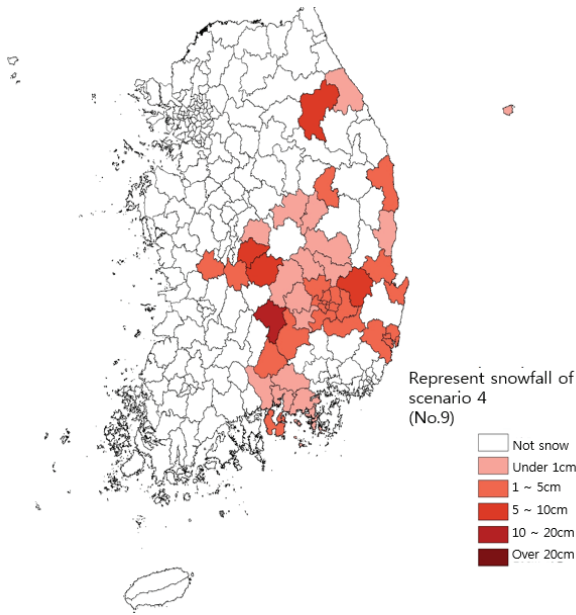 Represent snowfall of
scenario 4
(No.9)
Not snow
Under 1cm
1 ~ 5cm
5 ~ 10cm
10 ~ 20cm
Over 20cm